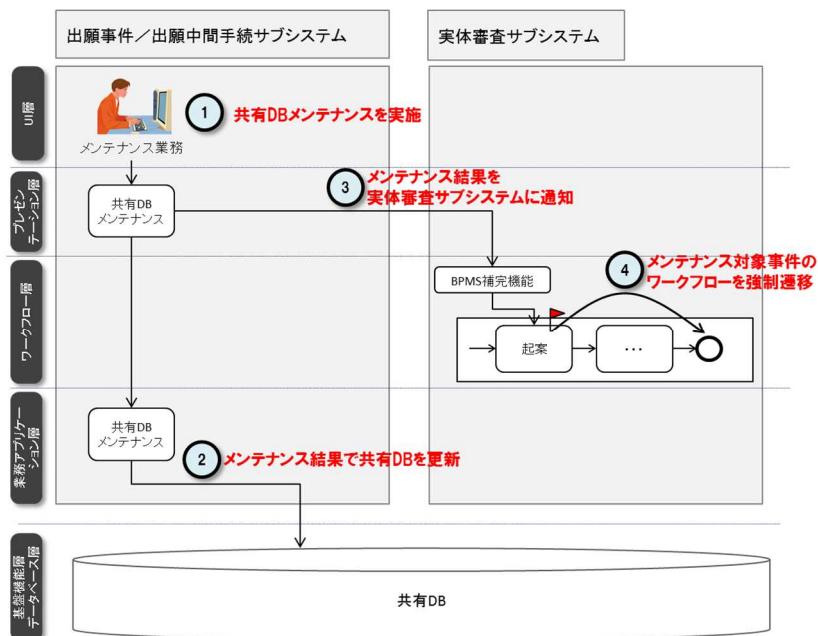 出願事件／出願中間手続サブシステム
実体審査サブシステム
UI層
メンテナンス業務
1
共有DBメンテナンスを実施
プレゼン
テーション層
共有DB
メンテナンス
3
メンテナンス結果を
実体審査サブシステムに通知
ワークフロー層
BPMS補完機能
4
メンテナンス対象事件の
ワークフローを強制遷移
起案
・・・
業務アプリケー
ション層
共有DB
メンテナンス
2
メンテナンス結果で共有DBを更新
基盤機能層
データベース層
共有DB